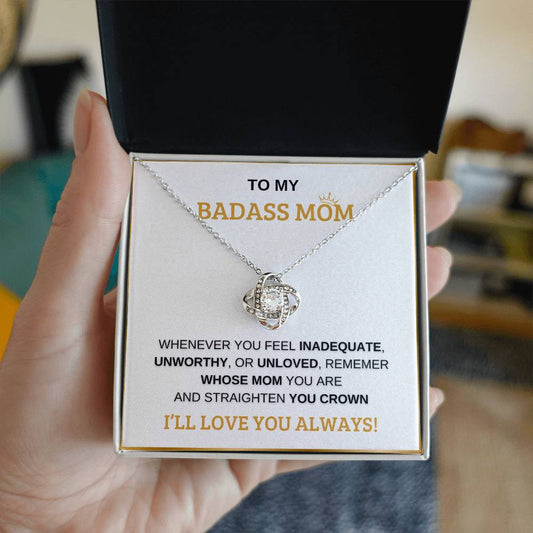 TO MY
BADASS MOM
WHENEVER YOU FEEL INADEQUATE,
UNWORTHY, OR UNLOVED, REMEMER
WHOSE MOM YOU ARE
AND STRAIGHTEN YOU CROWN
I'LL LOVE YOU ALWAYS!